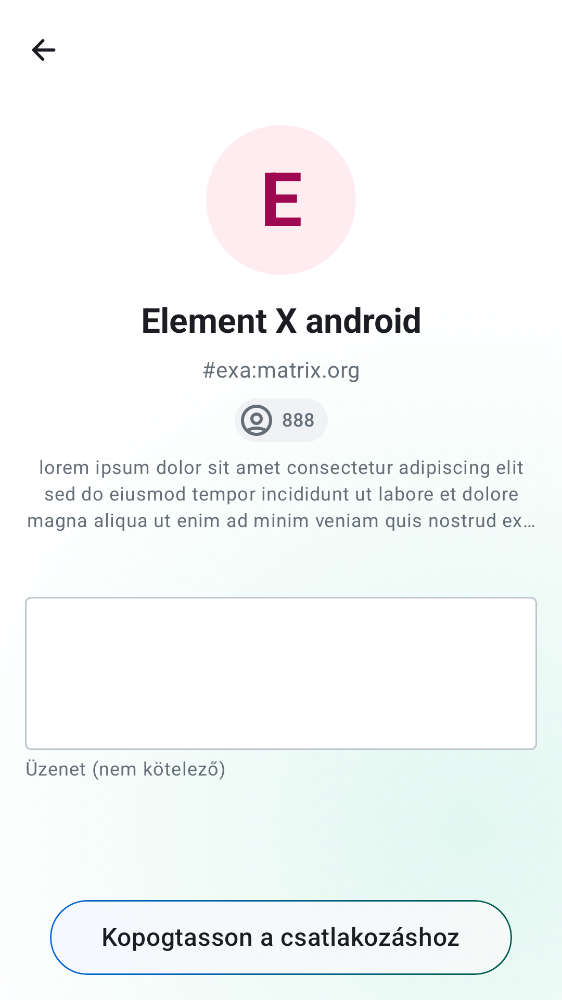 E
Element X android
#exa:matrix.org
888
lorem ipsum dolor sit amet consectetur adipiscing elit
sed do eiusmod tempor incididunt ut labore et dolore
magna aliqua ut enim ad minim veniam quis nostrud ex…
Üzenet (nem kötelező)
Kopogtasson a csatlakozáshoz